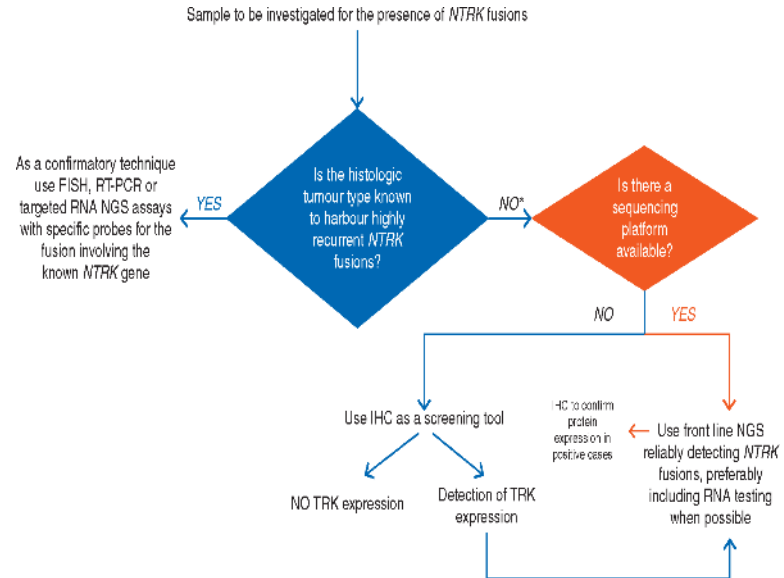 Sample to be investigated for the presence of NTRK fusions
As a confirmatory technique
use FISH, RT-PCR or
targeted RNA NGS assays
with specific probes for the
fusion involving the
known NTRK gene
YES
Is the histologic
tumour type known
to harbour highly
recurrent NTRK
fusions?
NO*
Is there a
sequencing
platform
available?
NO
YES
Use IHC as a screening tool
NO TRK expression
Detection of TRK
expression
IHC to confirm
protein
expression in
positive cases
Use front line NGS
reliably detecting NTRK
fusions, preferably
including RNA testing
when possible